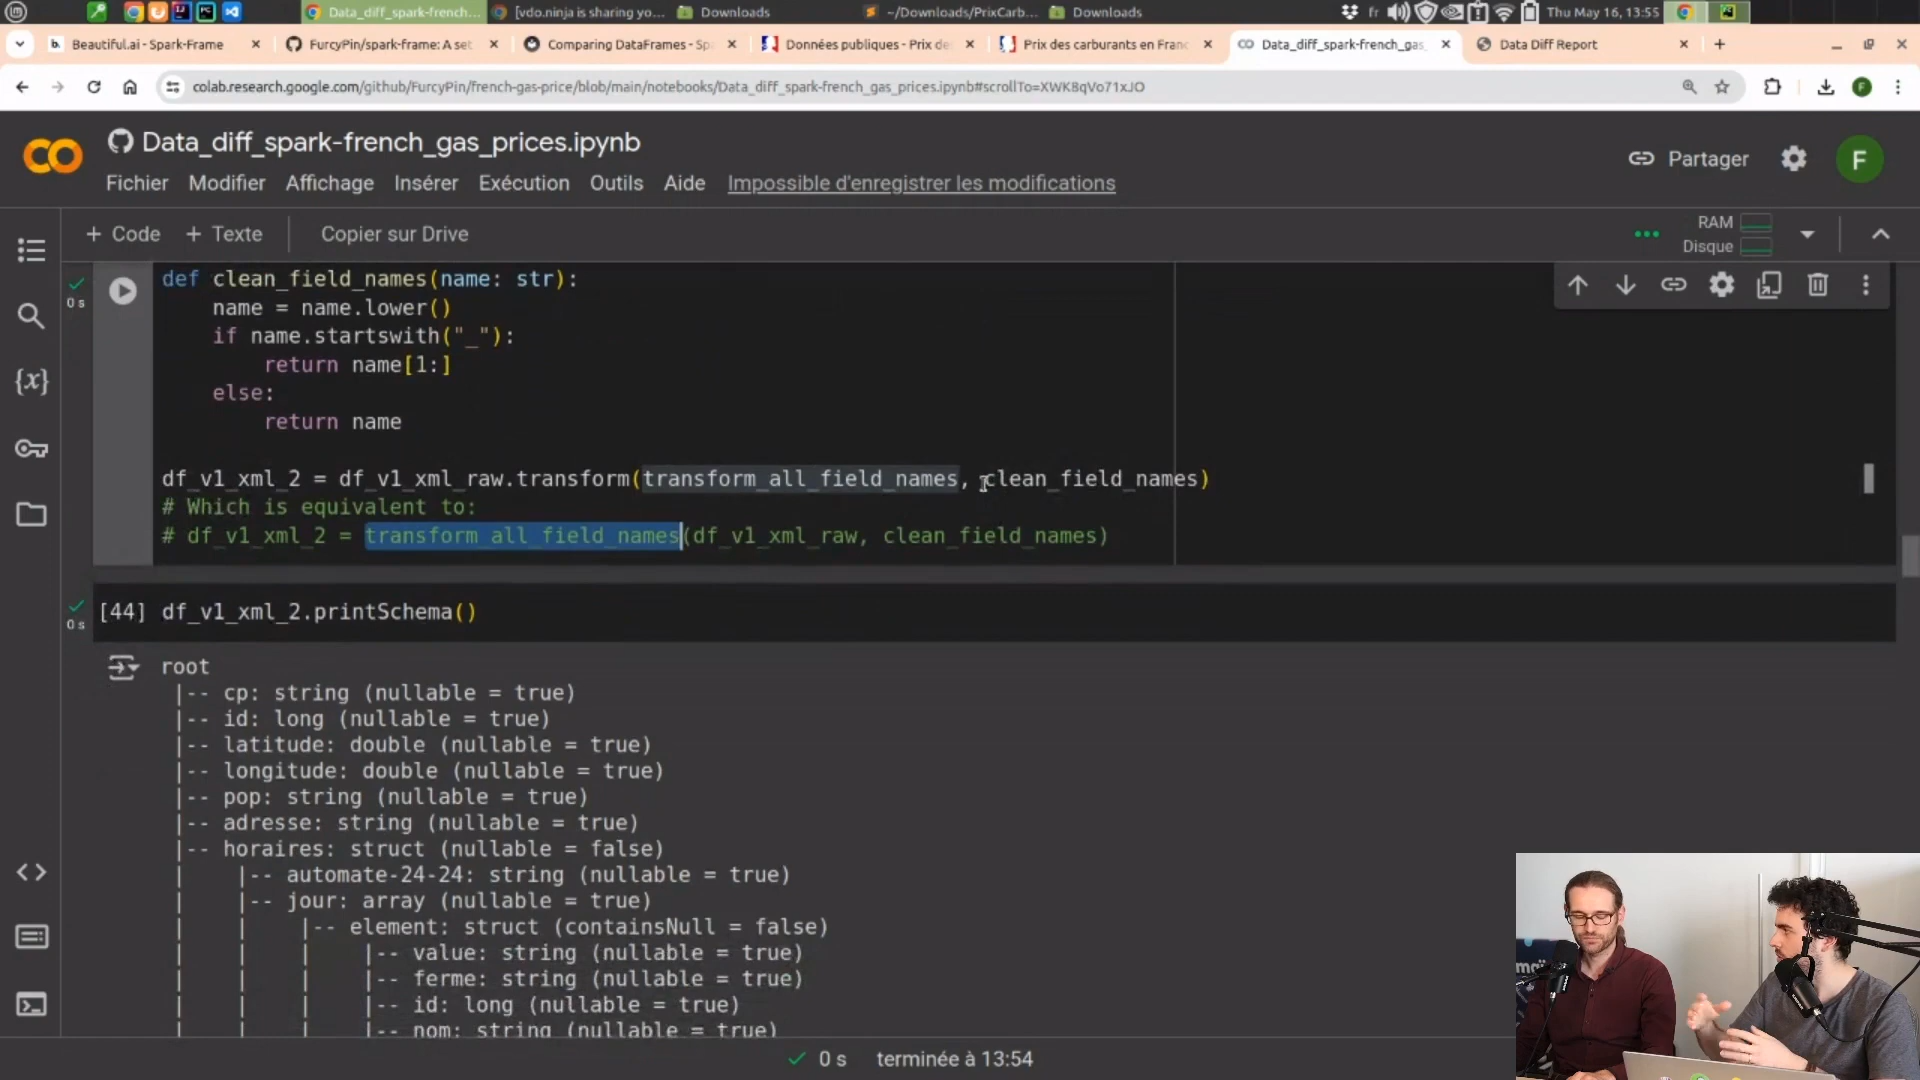 Data_diff_spark-french...
[vdo.ninja is sharing yo...
Downloads
~/Downloads/PrixCarb...
Downloads
fr
Thu May 16, 13:55
Beautiful.ai - Spark-Frame
FurcyPin/spark-frame: A set
Comparing DataFrames - Sp
Données publiques - Prix de
Prix des carburants en Franc
Data_diff_spark-french_gas_
Data Diff Report
colab.research.google.com/github/FurcyPin/french-gas-price/blob/main/notebooks/Data_diff_spark-french_gas_prices.ipynb#scrollTo=XWK8qVo71xJO
F
Data_diff_spark-french_gas_prices.ipynb
Partager
F
Fichier Modifier Affichage Insérer Exécution Outils Aide Impossible d'enregistrer les modifications
+ Code + Texte Copier sur Drive
RAM
Disque
0 s
def clean_field_names(name: str):
name = name.lower()
if name.startswith("_"):
return name[1:]
else:
return name
df_v1_xml_2 = df_v1_xml_raw.transform(transform_all_field_names, clean_field_names)
# Which is equivalent to:
# df_v1_xml_2 = transform_all_field_names(df_v1_xml_raw, clean_field_names)
0 s
[44] df_v1_xml_2.printSchema()
root
|-- cp: string (nullable = true)
|-- id: long (nullable = true)
|-- latitude: double (nullable = true)
|-- longitude: double (nullable = true)
|-- pop: string (nullable = true)
|-- adresse: string (nullable = true)
|-- horaires: struct (nullable = false)
| |-- automate-24-24: string (nullable = true)
| |-- jour: array (nullable = true)
| | |-- element: struct (containsNull = false)
| | | |-- value: string (nullable = true)
| | | |-- ferme: string (nullable = true)
| | | |-- id: long (nullable = true)
| | | |-- nom: string (nullable = true)
0 s terminée à 13:54